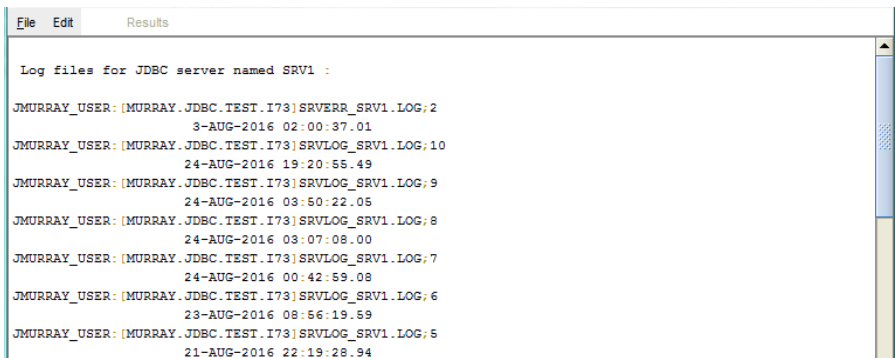 File Edit Results
Log files for JDBC server named SRV1 :
JMURRAY_USER:[MURRAY.JDBC.TEST.I73]SRVERR_SRV1.LOG;2
3-AUG-2016 02:00:37.01
JMURRAY_USER:[MURRAY.JDBC.TEST.I73]SRVLOG_SRV1.LOG;10
24-AUG-2016 19:20:55.49
JMURRAY_USER:[MURRAY.JDBC.TEST.I73]SRVLOG_SRV1.LOG;9
24-AUG-2016 03:50:22.05
JMURRAY_USER:[MURRAY.JDBC.TEST.I73]SRVLOG_SRV1.LOG;8
24-AUG-2016 03:07:08.00
JMURRAY_USER:[MURRAY.JDBC.TEST.I73]SRVLOG_SRV1.LOG;7
24-AUG-2016 00:42:59.08
JMURRAY_USER:[MURRAY.JDBC.TEST.I73]SRVLOG_SRV1.LOG;6
23-AUG-2016 08:56:19.59
JMURRAY_USER:[MURRAY.JDBC.TEST.I73]SRVLOG_SRV1.LOG;5
21-AUG-2016 22:19:28.94